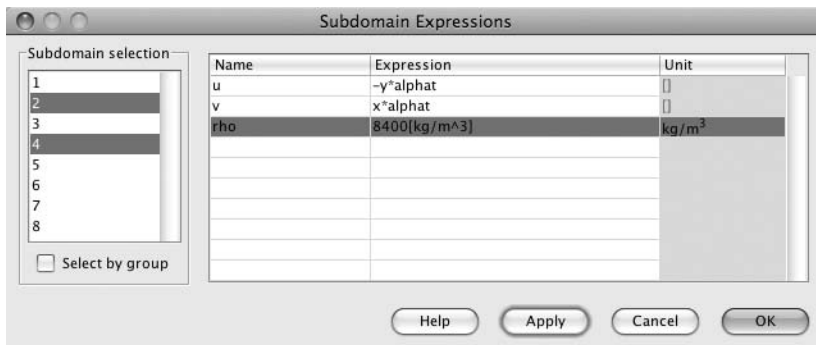 Subdomain Expressions
Subdomain selection
1
2
3
4
5
6
7
8
Select by group
Name Expression Unit
u -y*alphat []
v x*alphat []
rho 8400[kg/m^3] kg/m³
Help Apply Cancel OK